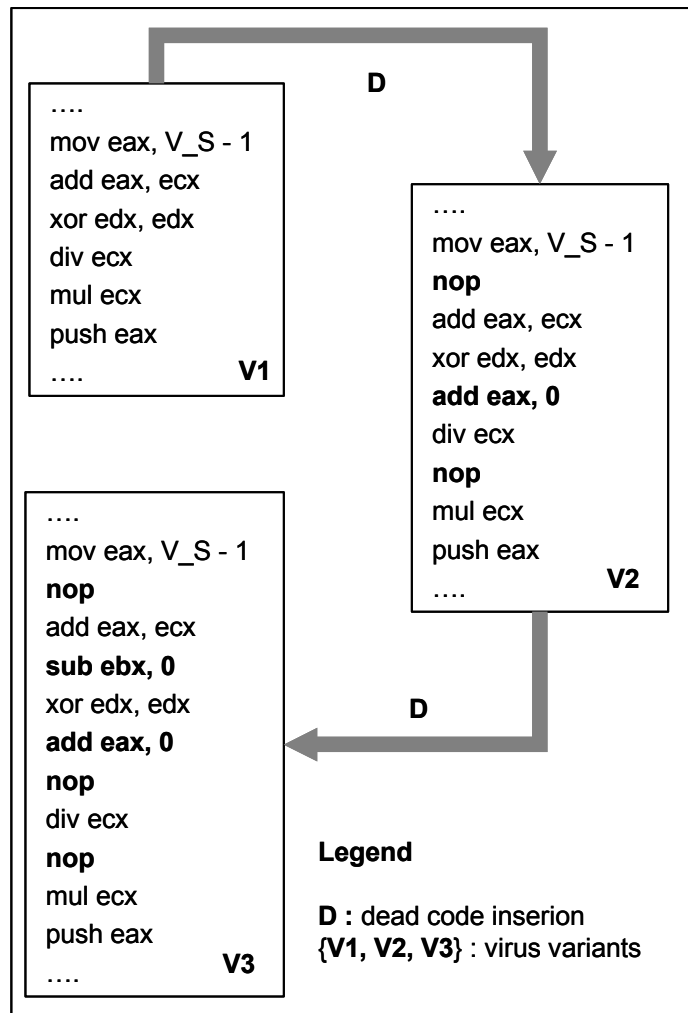 D
....
mov eax, V_S - 1
add eax, ecx
xor edx, edx
div ecx
mul ecx
push eax
....
V1
....
mov eax, V_S - 1
nop
add eax, ecx
xor edx, edx
add eax, 0
div ecx
nop
mul ecx
push eax
....
V2
D
....
mov eax, V_S - 1
nop
add eax, ecx
sub ebx, 0
xor edx, edx
add eax, 0
nop
div ecx
nop
mul ecx
push eax
....
V3
Legend
D : dead code inserion
{V1, V2, V3} : virus variants